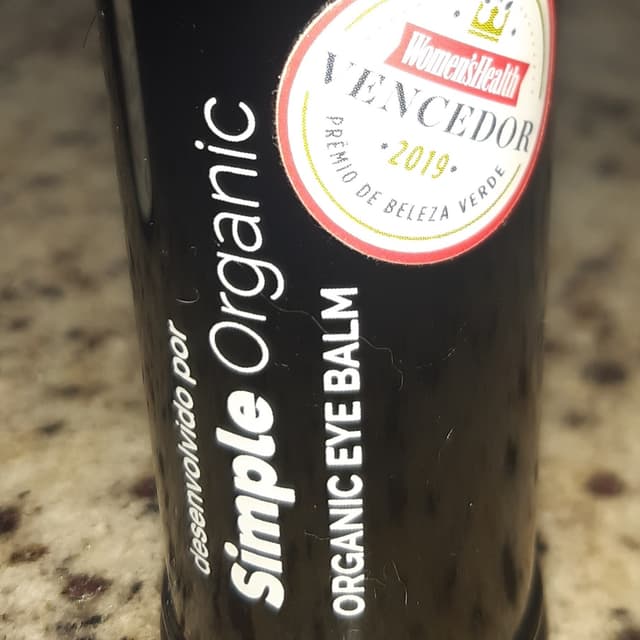 Women'sHealth
VENCEDOR
2019
PRÊMIO DE BELEZA VERDE
desenvolvido por
Simple Organic
ORGANIC EYE BALM